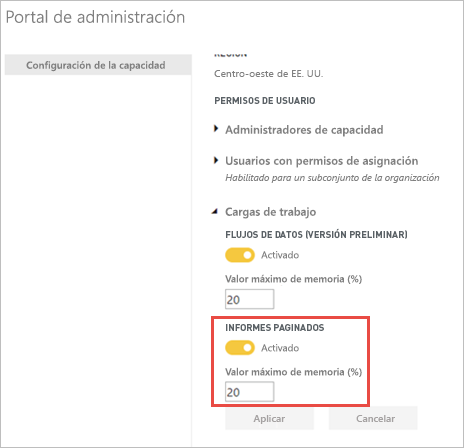 Portal de administración
Configuración de la capacidad
REGIÓN
Centro-oeste de EE. UU.
PERMISOS DE USUARIO
Administradores de capacidad
Usuarios con permisos de asignación
Habilitado para un subconjunto de la organización
Cargas de trabajo
FLUJOS DE DATOS (VERSIÓN PRELIMINAR)
Activado
Valor máximo de memoria (%)
20
INFORMES PAGINADOS
Activado
Valor máximo de memoria (%)
20
Aplicar Cancelar